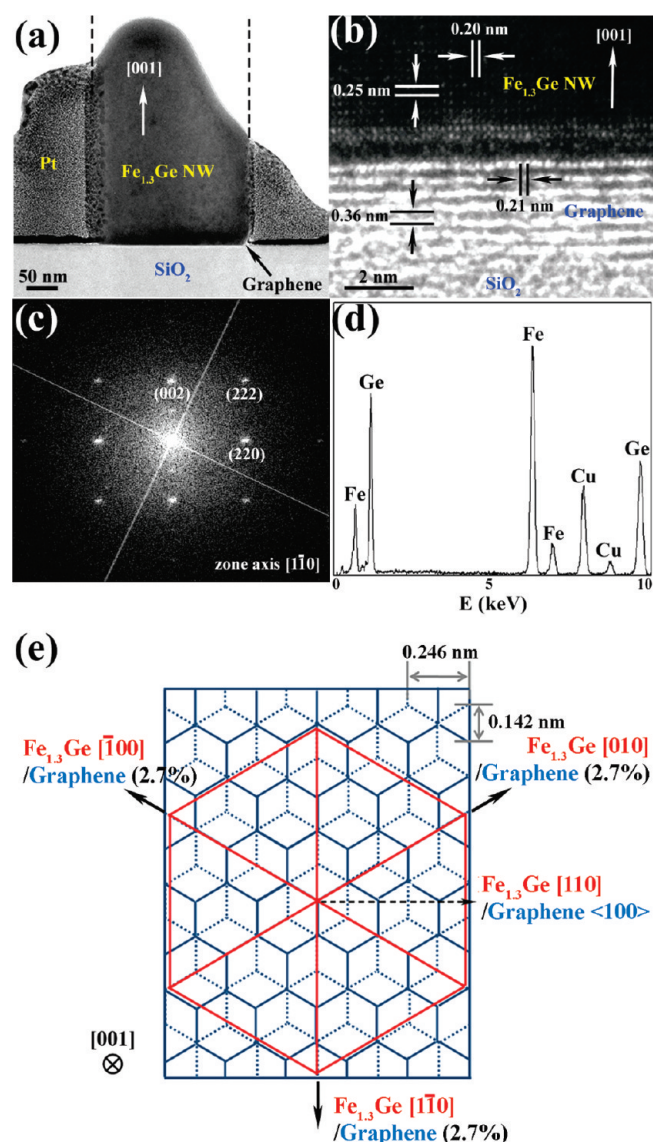 (a)
[001]
Pt
Fe1.3Ge NW
SiO2
50 nm
Graphene
(b)
0.20 nm
[001]
0.25 nm
Fe1.3Ge NW
0.21 nm
Graphene
0.36 nm
2 nm
SiO2
(c)
(002)
(222)
(220)
zone axis [11̄0]
(d)
Fe
Ge
Fe
Ge
Cu
Fe
Cu
0
5
10
E (keV)
(e)
0.246 nm
0.142 nm
Fe1.3Ge [1̄00]
/Graphene (2.7%)
Fe1.3Ge [010]
/Graphene (2.7%)
Fe1.3Ge [110]
/Graphene <100>
[001]
Fe1.3Ge [11̄0]
/Graphene (2.7%)